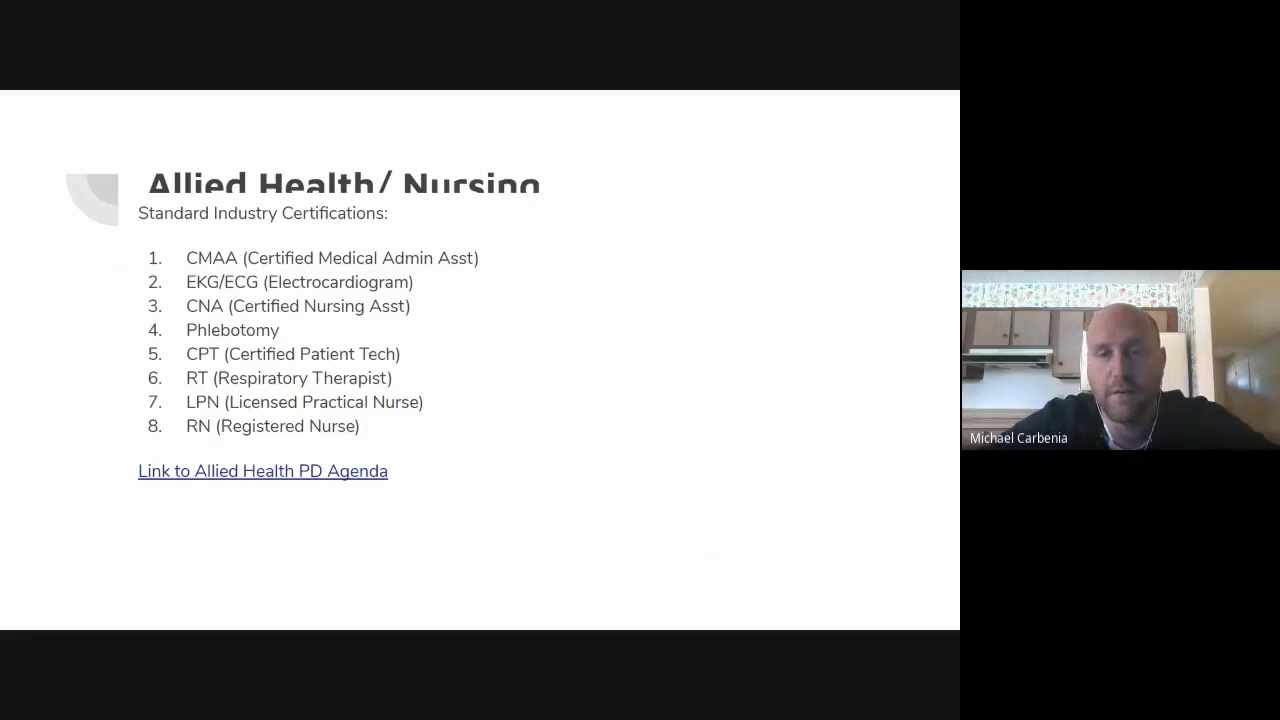 Allied Health/ Nursing
Standard Industry Certifications:
1. CMAA (Certified Medical Admin Asst)
2. EKG/ECG (Electrocardiogram)
3. CNA (Certified Nursing Asst)
4. Phlebotomy
5. CPT (Certified Patient Tech)
6. RT (Respiratory Therapist)
7. LPN (Licensed Practical Nurse)
8. RN (Registered Nurse)
Link to Allied Health PD Agenda
Michael Carbenia